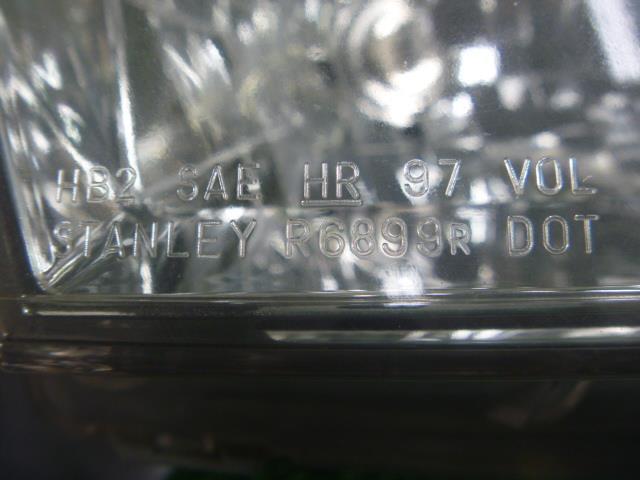 HB2 SAE HR 97 VOL
STANLEY R6899R DOT